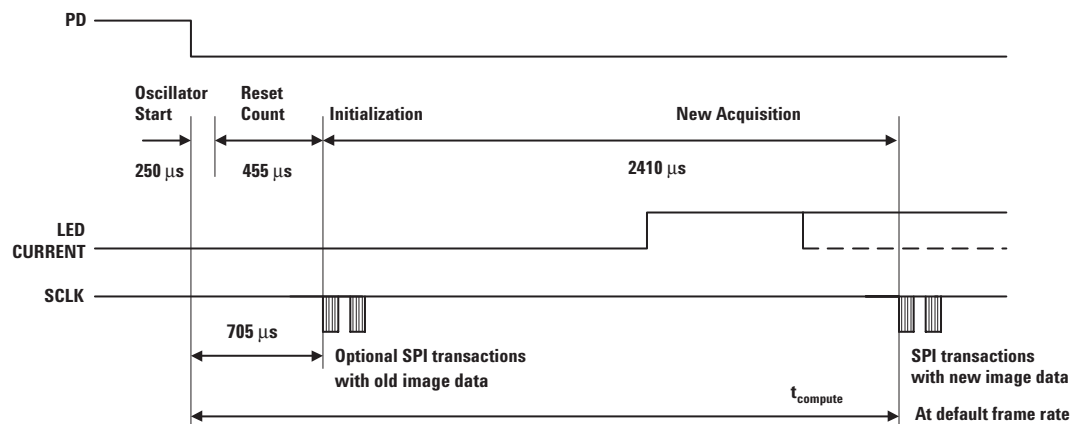 PD
Oscillator
Start
Reset
Count
Initialization
New Acquisition
250 μs
455 μs
2410 μs
LED
CURRENT
SCLK
705 μs
Optional SPI transactions
with old image data
SPI transactions
with new image data
tcompute
At default frame rate